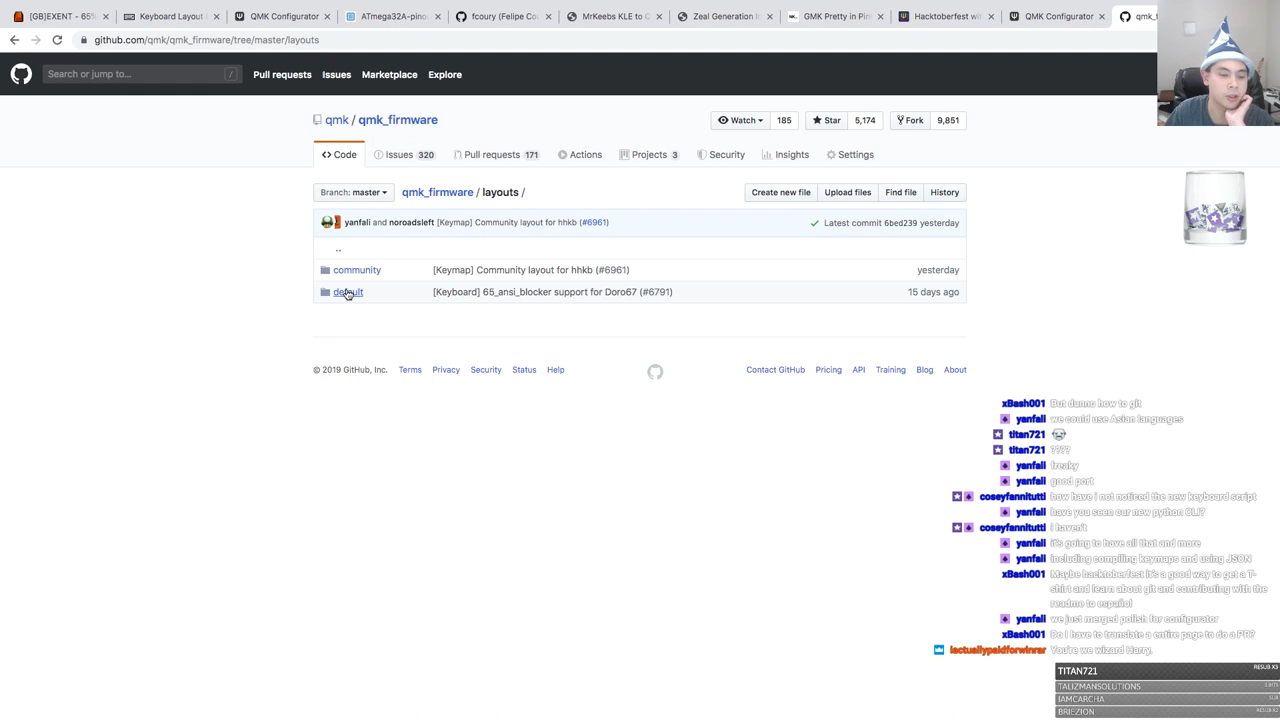 [GB]EXENT - 65%
Keyboard Layout
QMK Configurator
ATmega32A-pino
fcoury (Felipe Co
MrKeebs KLE to Q
Zeal Generation I
GMK Pretty in Pin
Hacktoberfest w
QMK Configurator
qmk_f
github.com/qmk/qmk_firmware/tree/master/layouts
Search or jump to...
/
Pull requests
Issues
Marketplace
Explore
qmk / qmk_firmware
Watch
185
Star
5,174
Fork
9,851
Code
Issues 320
Pull requests 171
Actions
Projects 3
Security
Insights
Settings
Branch: master
qmk_firmware / layouts /
Create new file
Upload files
Find file
History
yanfali and noroadsleft [Keymap] Community layout for hhkb (#6961)
Latest commit 6bed239 yesterday
..
community
[Keymap] Community layout for hhkb (#6961)
yesterday
default
[Keyboard] 65_ansi_blocker support for Doro67 (#6791)
15 days ago
© 2019 GitHub, Inc.
Terms
Privacy
Security
Status
Help
Contact GitHub
Pricing
API
Training
Blog
About
xBash001 But dunno how to git
yanfali we could use Asian languages
titan721
titan721 ????
yanfali freaky
yanfali good port
coseyfannitutti how have i not noticed the new keyboard script
yanfali have you seen our new python CLI?
coseyfannitutti i haven't
yanfali it's going to have all that and more
yanfali including compiling keymaps and using JSON
xBash001 Maybe hacktoberfest it's a good way to get a T-
shirt and learn about git and contributing with the
readme to español
yanfali we just merged polish for configurator
xBash001 Do I have to translate a entire page to do a PR?
iactuallypaidforwinrar You're we wizard Harry.
TITAN721
RESUB X3
TALIZMANSOLUTIONS
IAMCARCHA
SUB
BRIEZION
RESUB X2